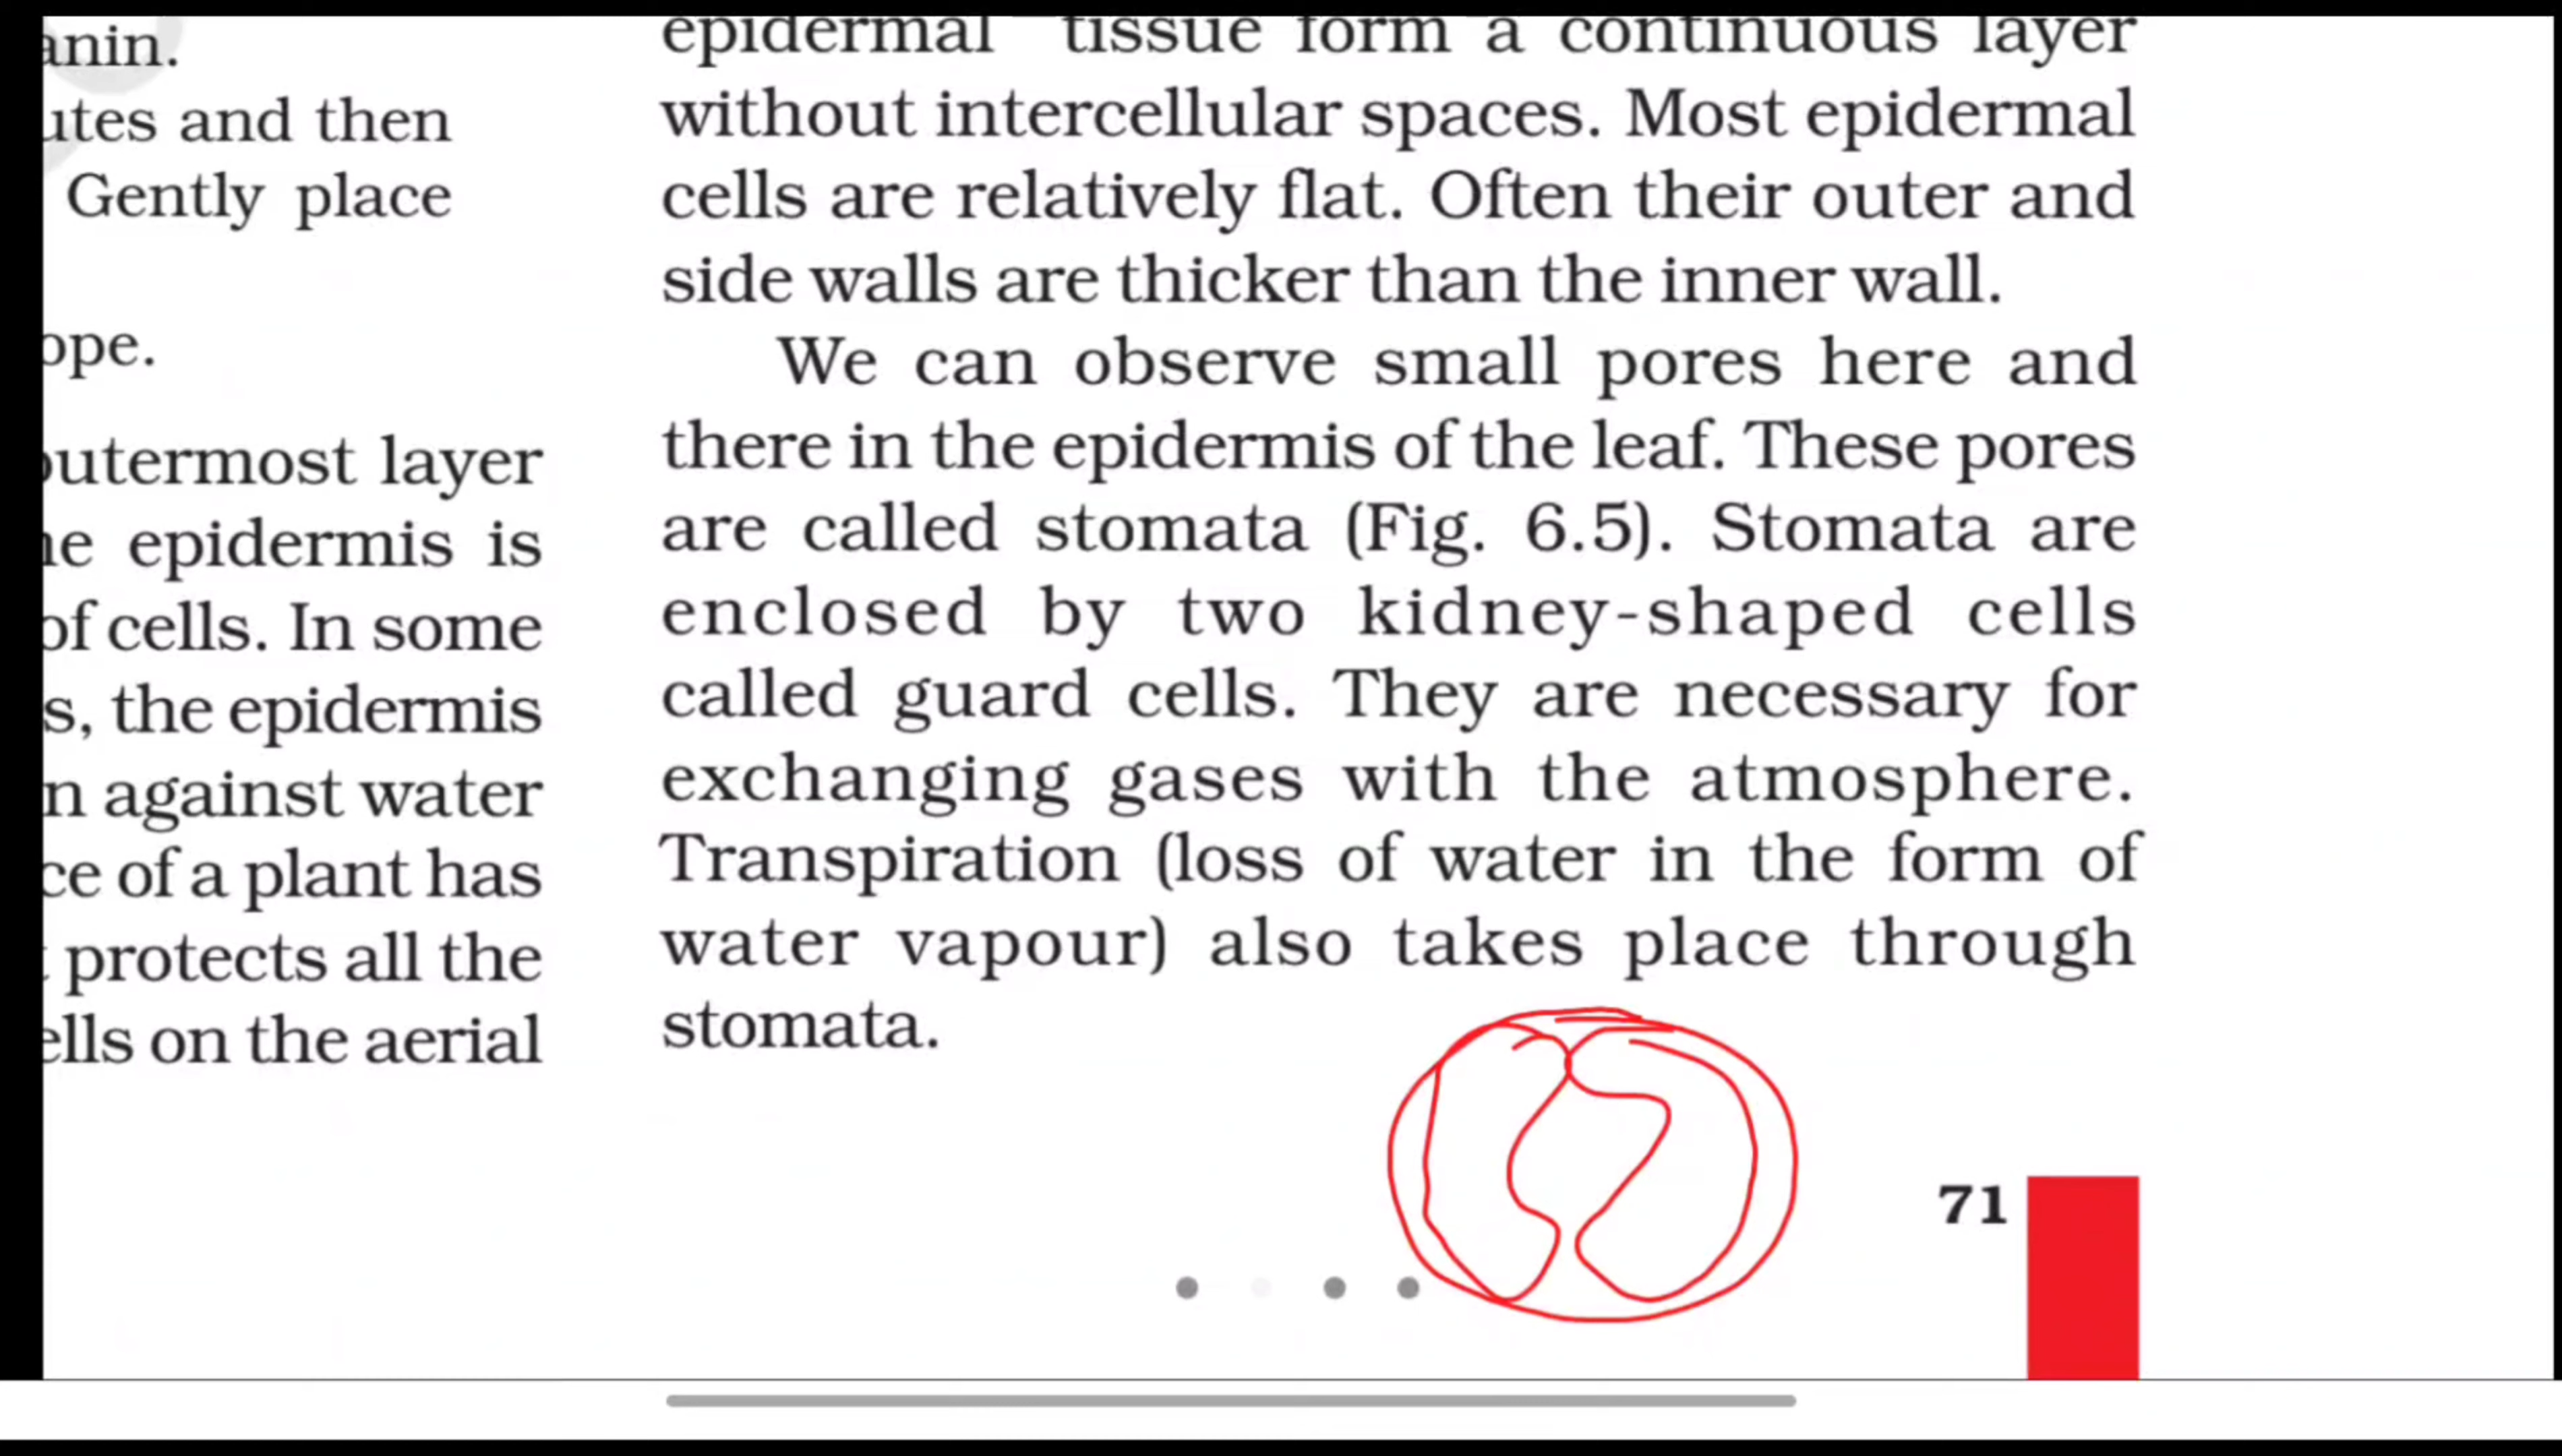 anin.
utes and then
Gently place
ope.
outermost layer
epidermis is
of cells. In some
s, the epidermis
n against water
ce of a plant has
protects all the
ells on the aerial
epidermal tissue form a continuous layer
without intercellular spaces. Most epidermal
cells are relatively flat. Often their outer and
side walls are thicker than the inner wall.
We can observe small pores here and
there in the epidermis of the leaf. These pores
are called stomata (Fig. 6.5). Stomata are
enclosed by two kidney-shaped cells
called guard cells. They are necessary for
exchanging gases with the atmosphere.
Transpiration (loss of water in the form of
water vapour) also takes place through
stomata.
71